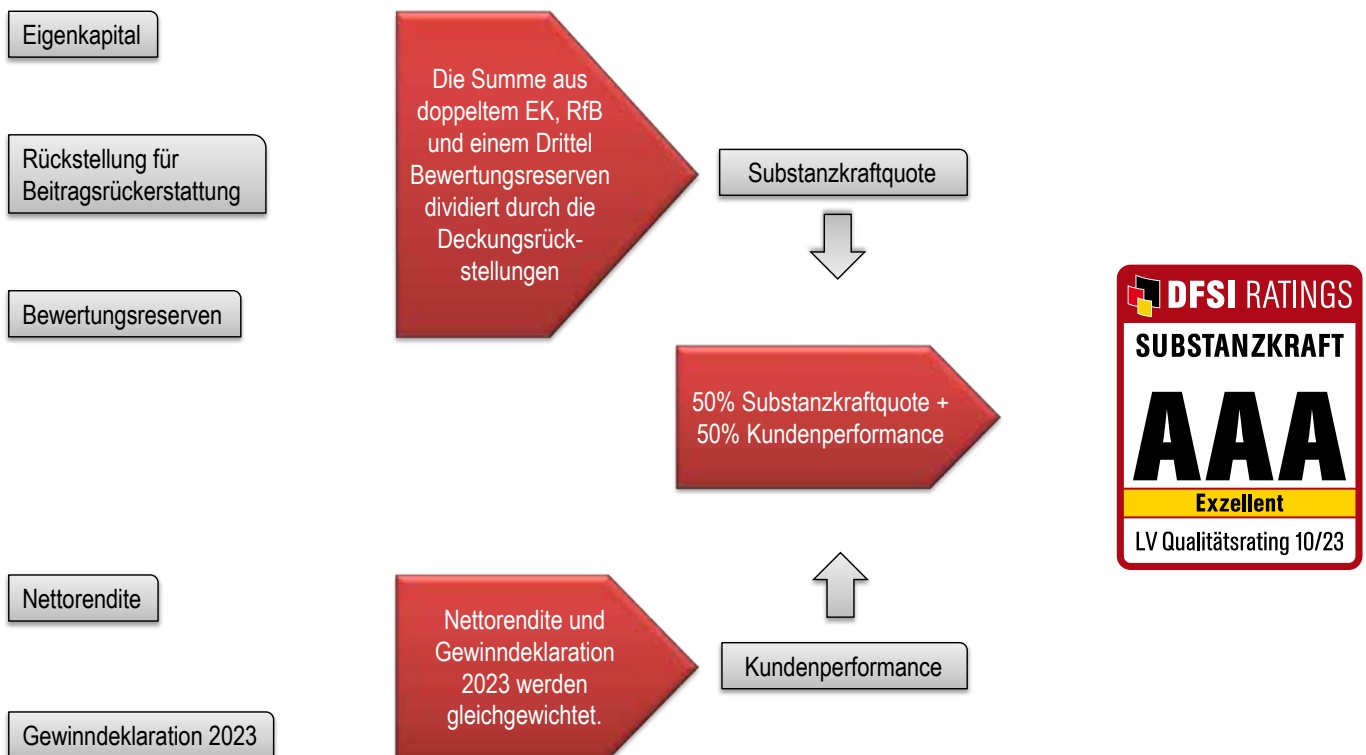 Eigenkapital
Rückstellung für
Beitragsrückerstattung
Bewertungsreserven
Die Summe aus
doppeltem EK, RfB
und einem Drittel
Bewertungsreserven
dividiert durch die
Deckungsrück-
stellungen
Substanzkraftquote
50% Substanzkraftquote +
50% Kundenperformance
Nettorendite
Gewinndeklaration 2023
Nettorendite und
Gewinndeklaration
2023 werden
gleichgewichtet.
Kundenperformance
DFSI RATINGS
SUBSTANZKRAFT
AAA
Exzellent
LV Qualitätsrating 10/23